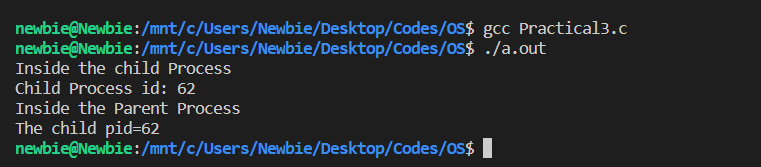 newbie@Newbie:/mnt/c/Users/Newbie/Desktop/Codes/OS$ gcc Practical3.c
newbie@Newbie:/mnt/c/Users/Newbie/Desktop/Codes/OS$ ./a.out
Inside the child Process
Child Process id: 62
Inside the Parent Process
The child pid=62
newbie@Newbie:/mnt/c/Users/Newbie/Desktop/Codes/OS$